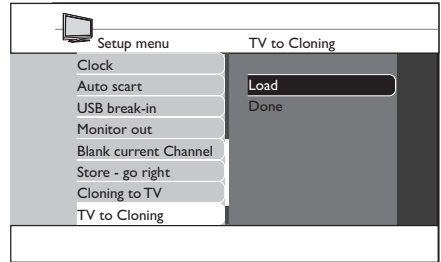 Setup menu
TV to Cloning
Clock
Auto scart
USB break-in
Monitor out
Blank current Channel
Store - go right
Cloning to TV
TV to Cloning
Load
Done